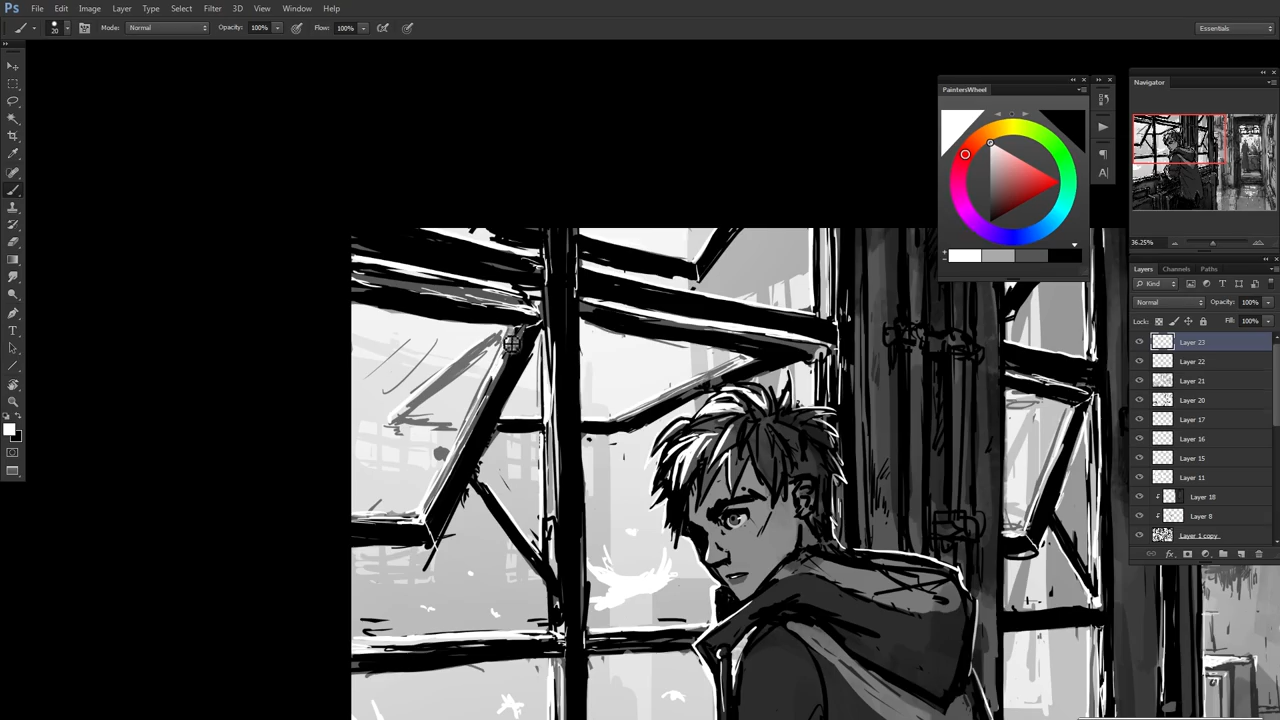 Ps File Edit Image Layer Type Select Filter 3D View Window Help
20 Mode: Normal Opacity: 100% Flow: 100% Essentials
PaintersWheel
Navigator
36.25%
Layers Channels Paths
Kind
Normal Opacity: 100%
Lock: Fill: 100%
Layer 23
Layer 22
Layer 21
Layer 20
Layer 17
Layer 16
Layer 15
Layer 11
Layer 18
Layer 8
Layer 1 copy